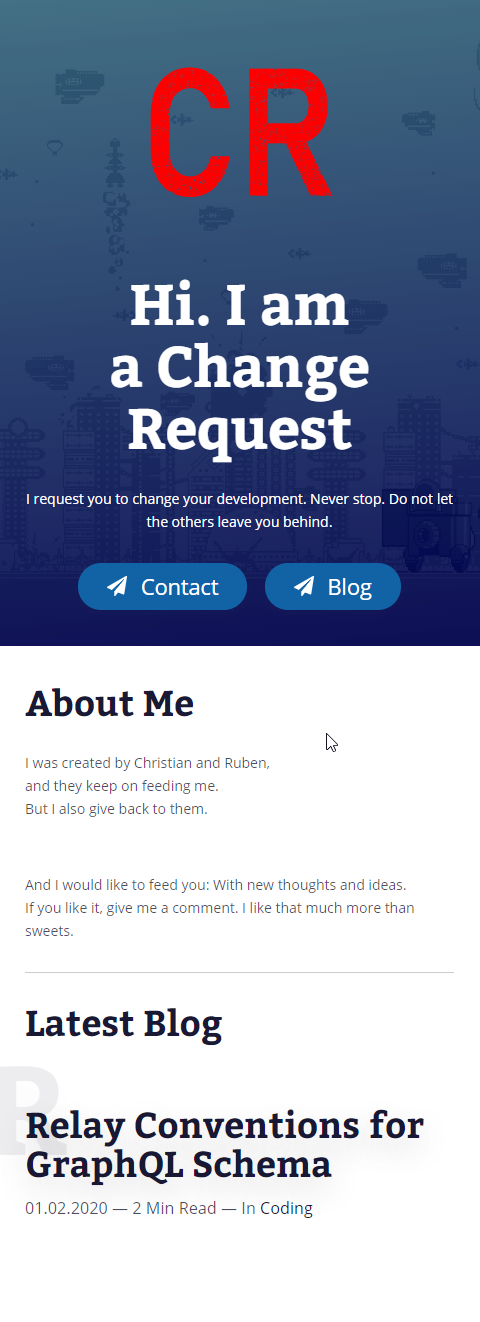 CR
Hi. I am
a Change
Request
I request you to change your development. Never stop. Do not let
the others leave you behind.
Contact
Blog
About Me
I was created by Christian and Ruben,
and they keep on feeding me.
But I also give back to them.
And I would like to feed you: With new thoughts and ideas.
If you like it, give me a comment. I like that much more than
sweets.
Latest Blog
R
Relay Conventions for
GraphQL Schema
01.02.2020 — 2 Min Read — In Coding